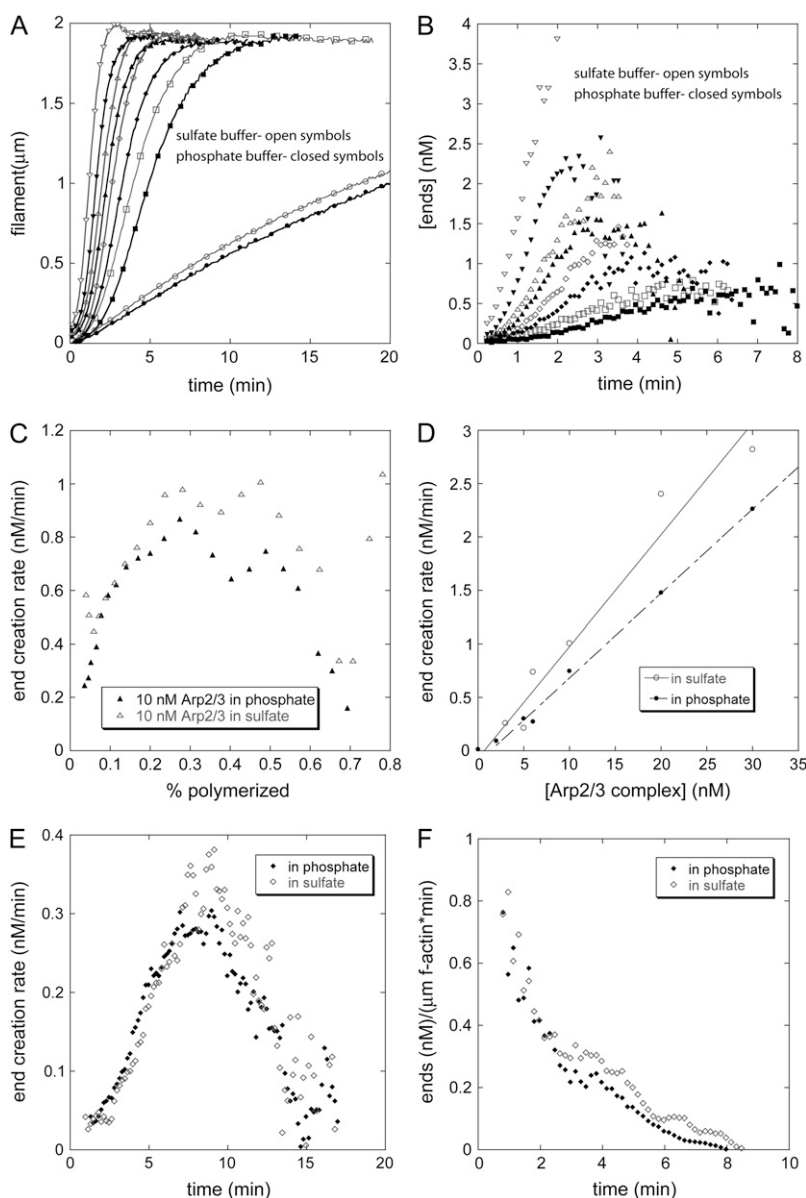 A
2
1.5
1
0.5
0
filament(µm)
sulfate buffer- open symbols
phosphate buffer- closed symbols
0 5 10 15 20
time (min)
B
4
3.5
3
2.5
2
1.5
1
0.5
0
[ends] (nM)
sulfate buffer- open symbols
phosphate buffer- closed symbols
0 1 2 3 4 5 6 7 8
time (min)
C
1.2
1
0.8
0.6
0.4
0.2
0
end creation rate (nM/min)
10 nM Arp2/3 in phosphate
10 nM Arp2/3 in sulfate
0 0.1 0.2 0.3 0.4 0.5 0.6 0.7 0.8
% polymerized
D
3
2.5
2
1.5
1
0.5
0
end creation rate (nM/min)
in sulfate
in phosphate
0 5 10 15 20 25 30 35
[Arp2/3 complex] (nM)
E
0.4
0.3
0.2
0.1
0
end creation rate (nM/min)
in phosphate
in sulfate
0 5 10 15 20
time (min)
F
1
0.8
0.6
0.4
0.2
0
ends (nM)/(µm f-actin*min)
in phosphate
in sulfate
0 2 4 6 8 10
time (min)